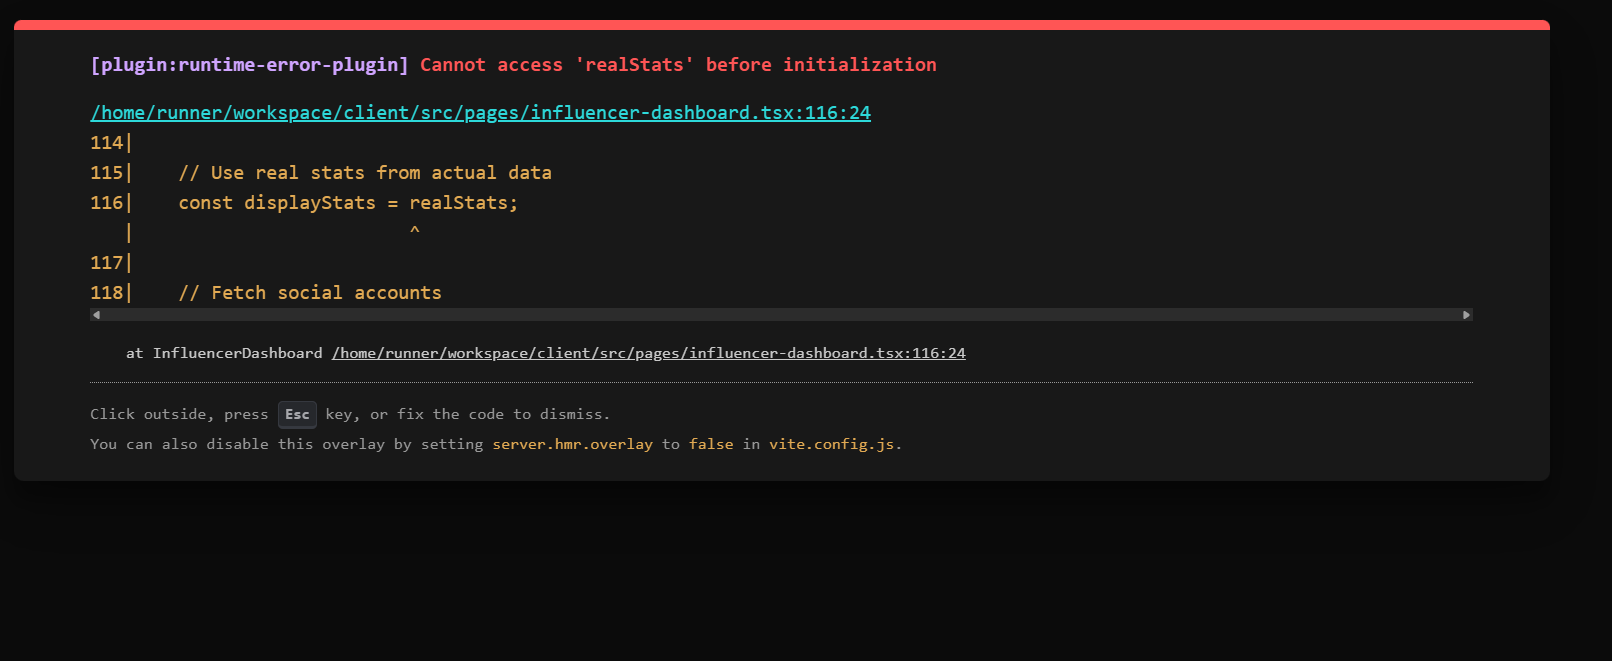 [plugin:runtime-error-plugin] Cannot access 'realStats' before initialization
/home/runner/workspace/client/src/pages/influencer-dashboard.tsx:116:24
114|
115|    // Use real stats from actual data
116|    const displayStats = realStats;
   |                         ^
117|
118|    // Fetch social accounts
at InfluencerDashboard /home/runner/workspace/client/src/pages/influencer-dashboard.tsx:116:24
Click outside, press Esc key, or fix the code to dismiss.
You can also disable this overlay by setting server.hmr.overlay to false in vite.config.js.